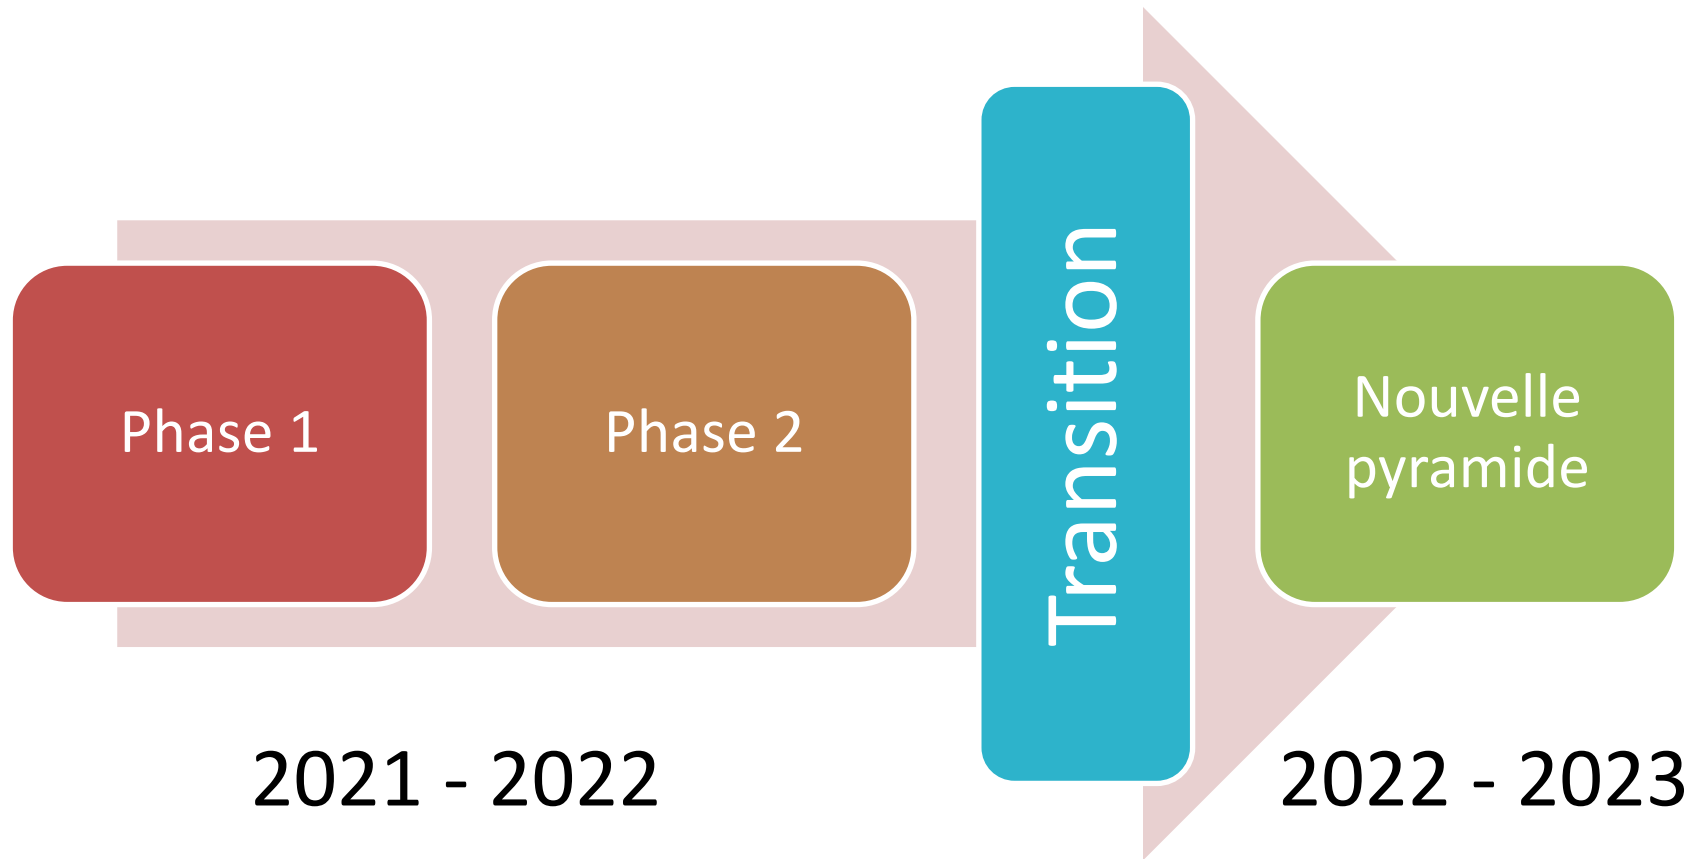 Phase 1
Phase 2
Transition
Nouvelle
pyramide
2021 - 2022
2022 - 2023